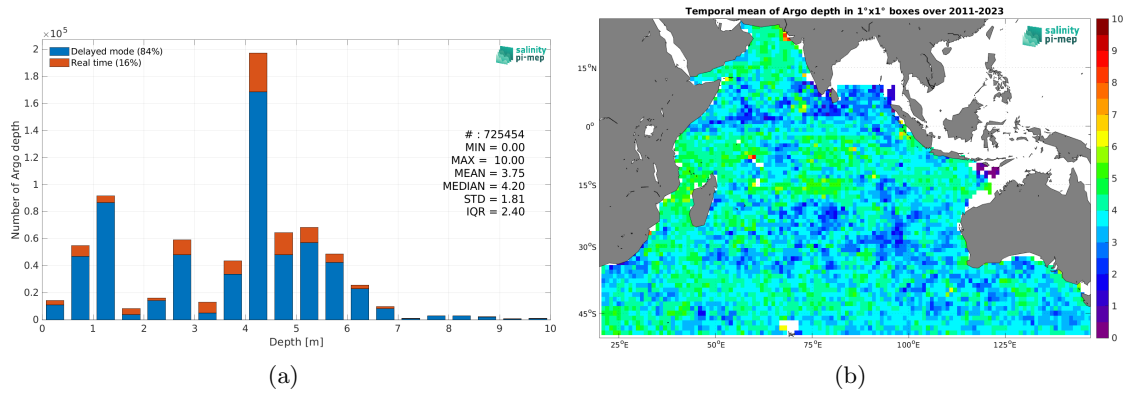 ×10⁵
Delayed mode (84%)
Real time (16%)
salinity
pi-mep
2
1.8
1.6
1.4
1.2
1
0.8
0.6
0.4
0.2
0
Number of Argo depth
# : 725454
MIN = 0.00
MAX = 10.00
MEAN = 3.75
MEDIAN = 4.20
STD = 1.81
IQR = 2.40
0 1 2 3 4 5 6 7 8 9 10
Depth [m]
(a)
Temporal mean of Argo depth in 1°x1° boxes over 2011-2023
salinity
pi-mep
15°N
0°
15°S
30°S
45°S
25°E 50°E 75°E 100°E 125°E
10
9
8
7
6
5
4
3
2
1
0
(b)